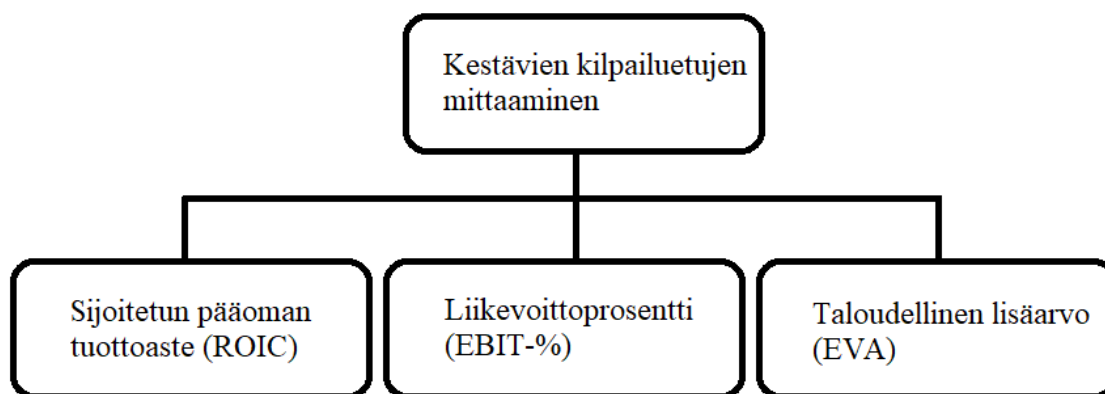 Kestävien kilpailuetujen
mittaaminen
Sijoitetun pääoman
tuottoaste (ROIC)
Liikevoittoprosentti
(EBIT-%)
Taloudellinen lisäarvo
(EVA)